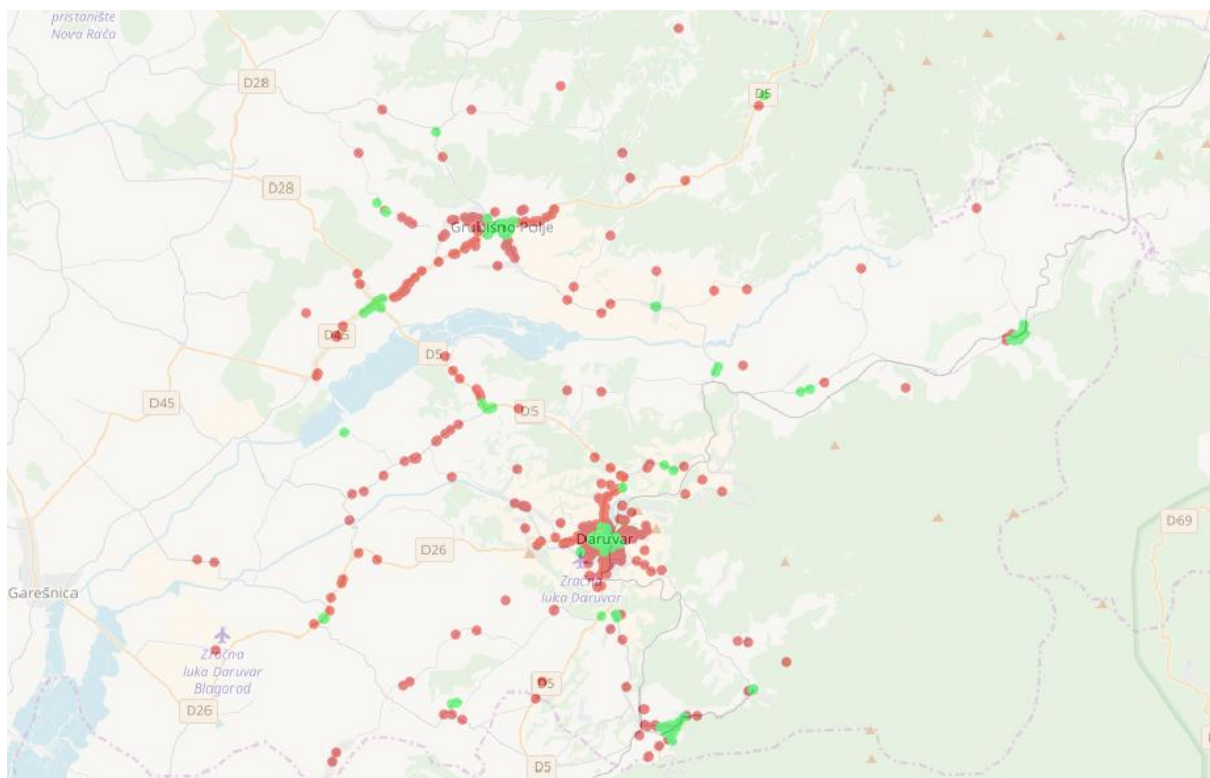 pristanište
Nova Rača
D28
D5
D28
Grubišno Polje
D45
D5
D45
D5
D69
Daruvar
D26
Zračna
luka Daruvar
Garešnica
Zračna
luka Daruvar
Blagorod
D5
D26
D5